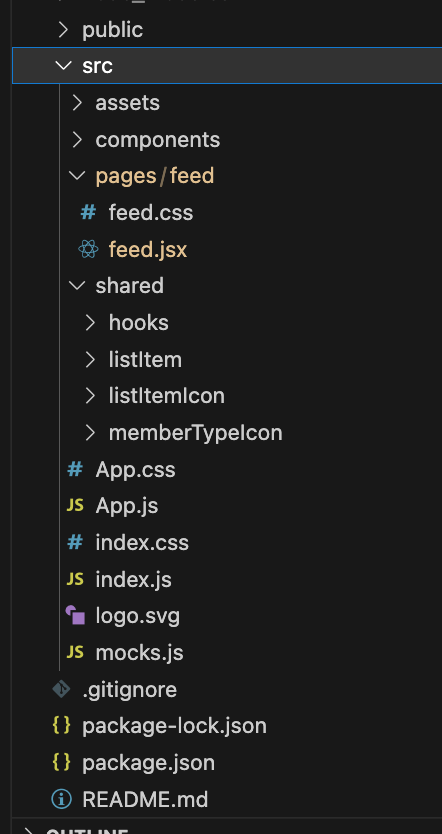 public
src
assets
components
pages/feed
# feed.css
feed.jsx
shared
hooks
listItem
listItemIcon
memberTypeIcon
# App.css
JS App.js
# index.css
JS index.js
logo.svg
JS mocks.js
.gitignore
{} package-lock.json
{} package.json
README.md
OUTLINE